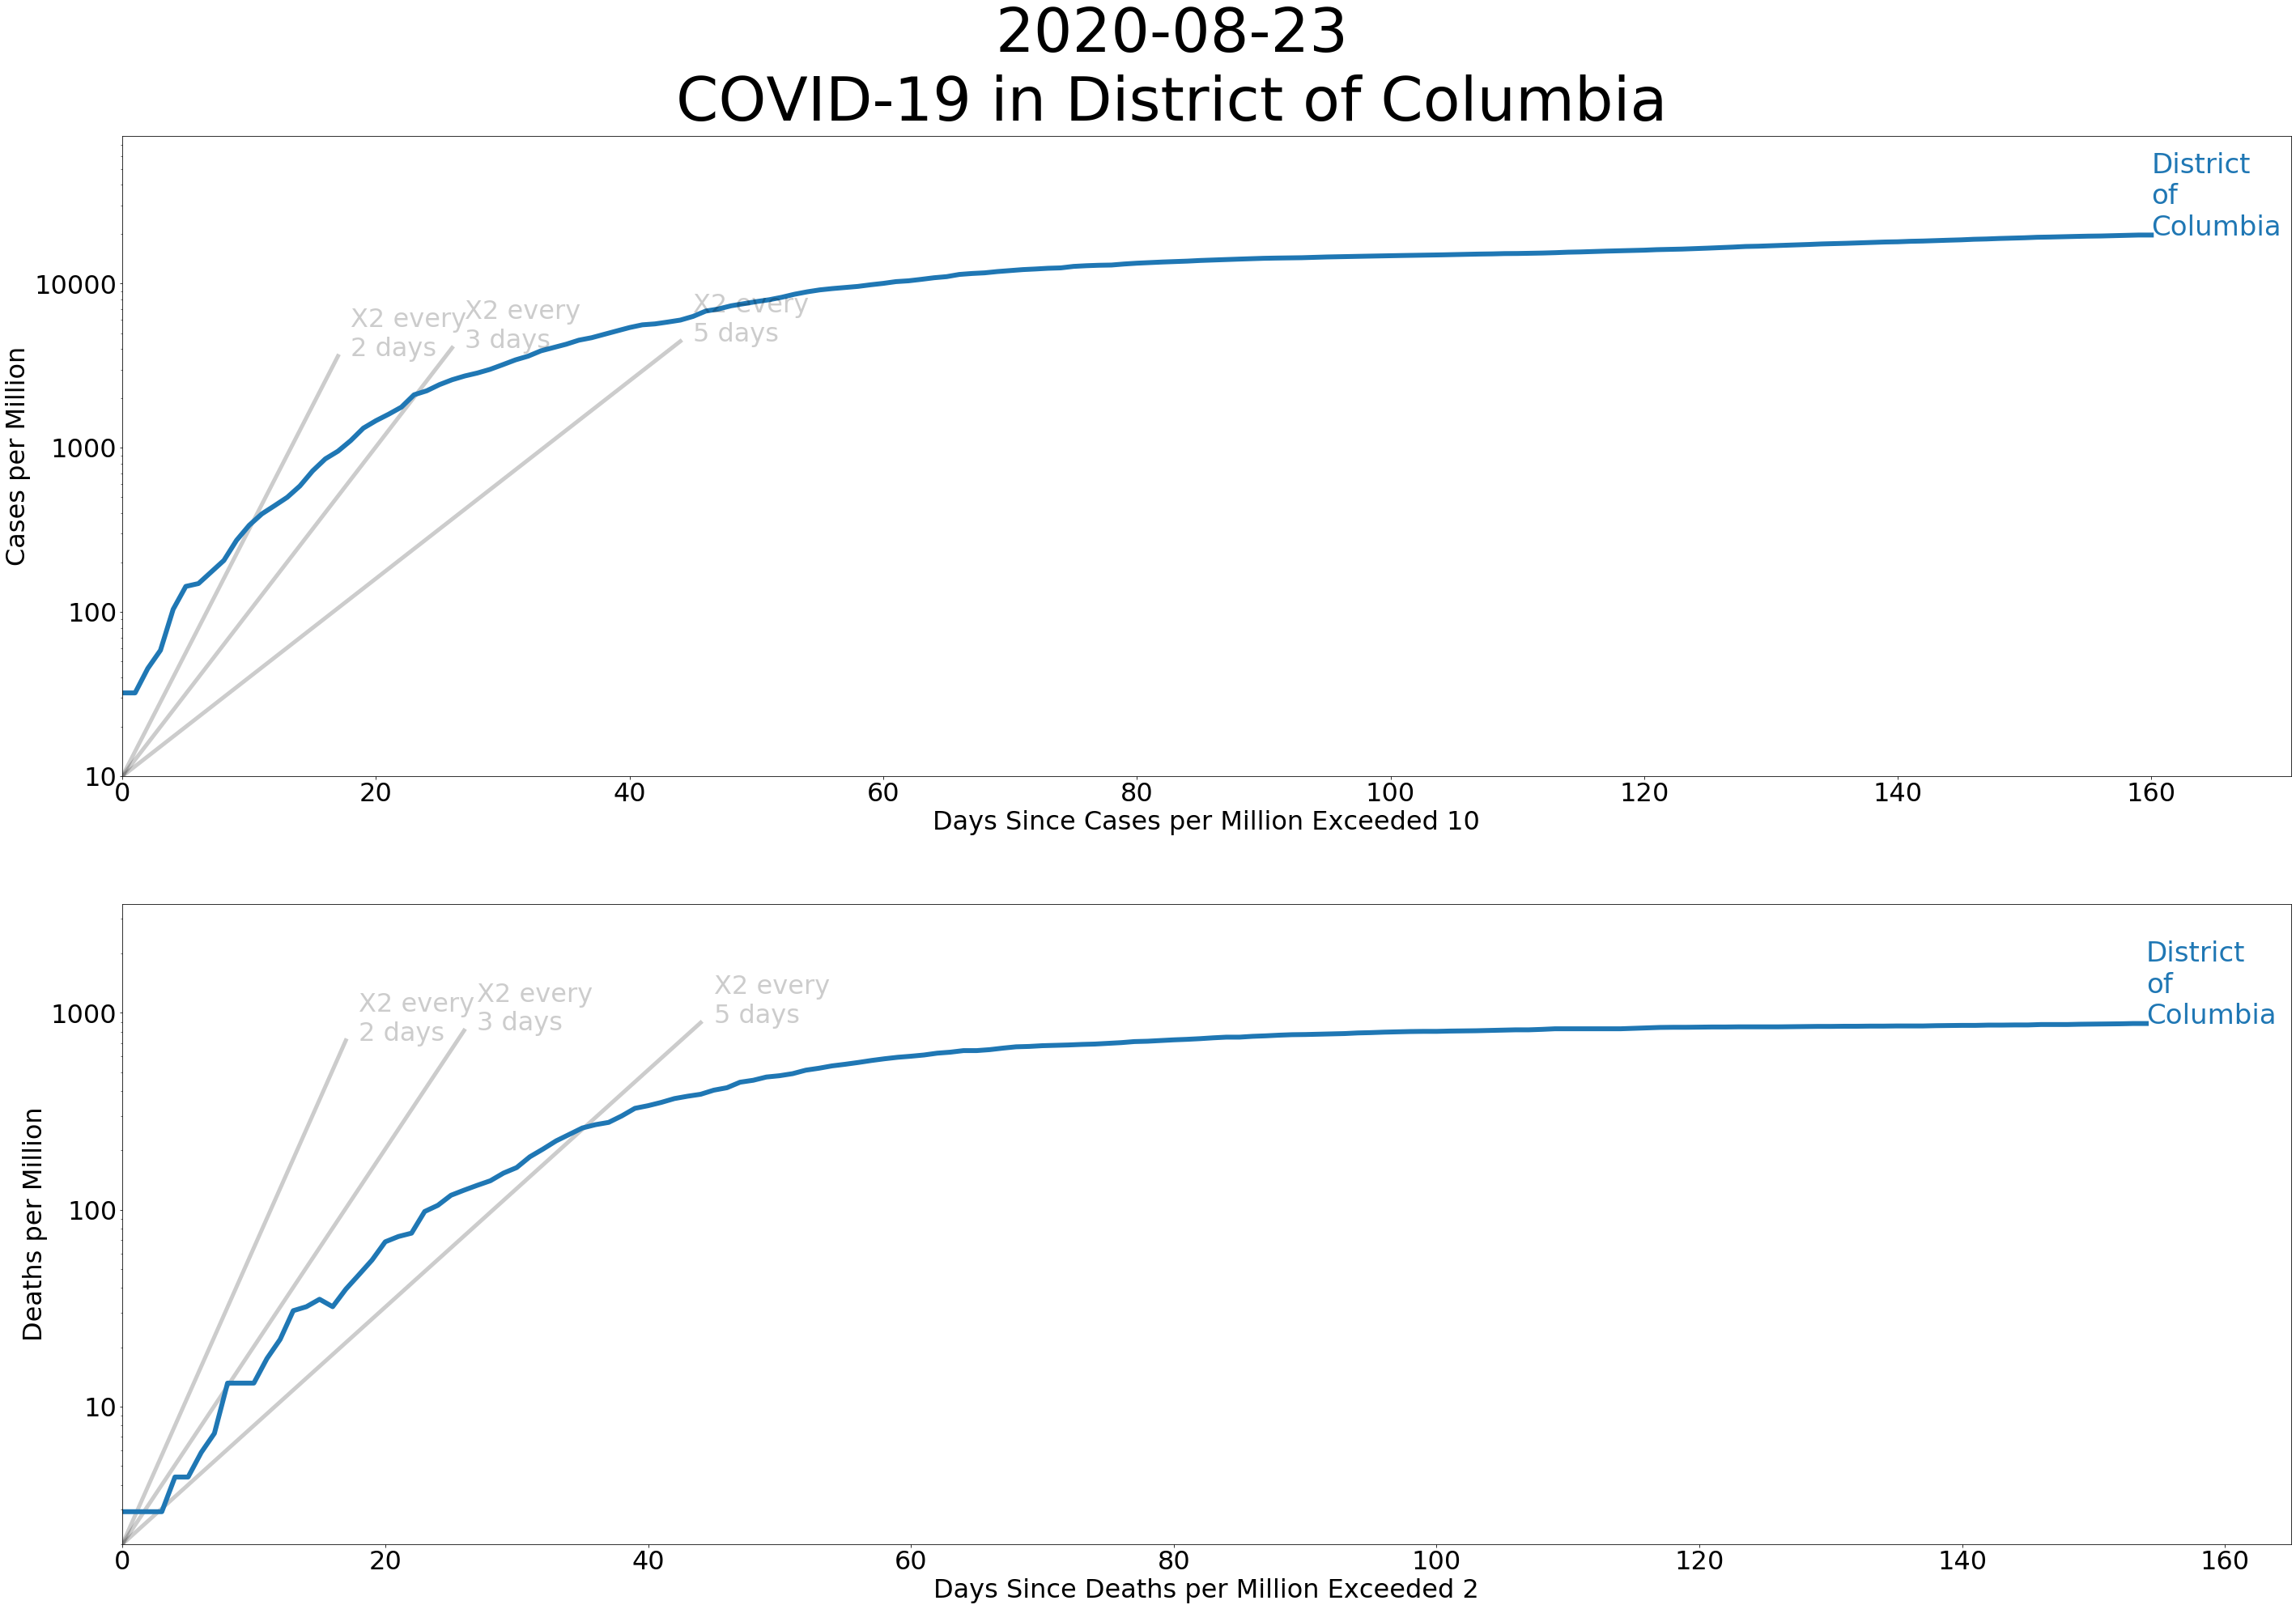 2020-08-23
COVID-19 in District of Columbia
District
of
Columbia
X2 every
2 days
X2 every
3 days
X2 every
5 days
10000
1000
100
10
Cases per Million
0 20 40 60 80 100 120 140 160
Days Since Cases per Million Exceeded 10
District
of
Columbia
X2 every
2 days
X2 every
3 days
X2 every
5 days
1000
100
10
Deaths per Million
0 20 40 60 80 100 120 140 160
Days Since Deaths per Million Exceeded 2